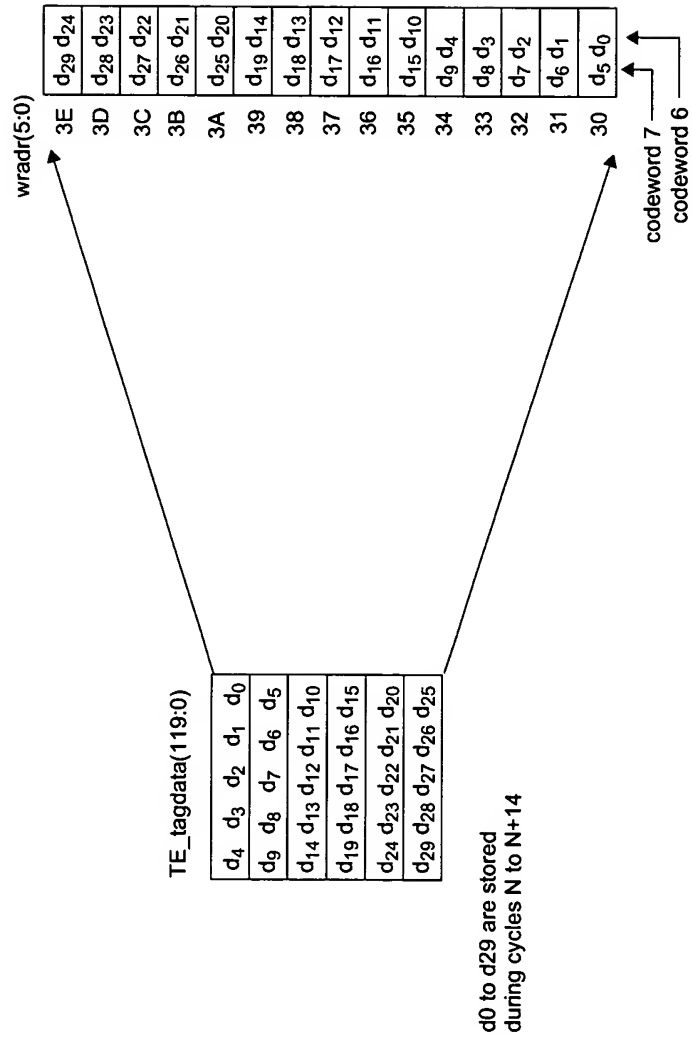 TE_tagdata(119:0)
d4 d3 d2 d1 d0
d9 d8 d7 d6 d5
d14 d13 d12 d11 d10
d19 d18 d17 d16 d15
d24 d23 d22 d21 d20
d29 d28 d27 d26 d25
d0 to d29 are stored
during cycles N to N+14
wradr(5:0)
3E d29 d24
3D d28 d23
3C d27 d22
3B d26 d21
3A d25 d20
39 d19 d14
38 d18 d13
37 d17 d12
36 d16 d11
35 d15 d10
34 d9 d4
33 d8 d3
32 d7 d2
31 d6 d1
30 d5 d0
codeword 7
codeword 6